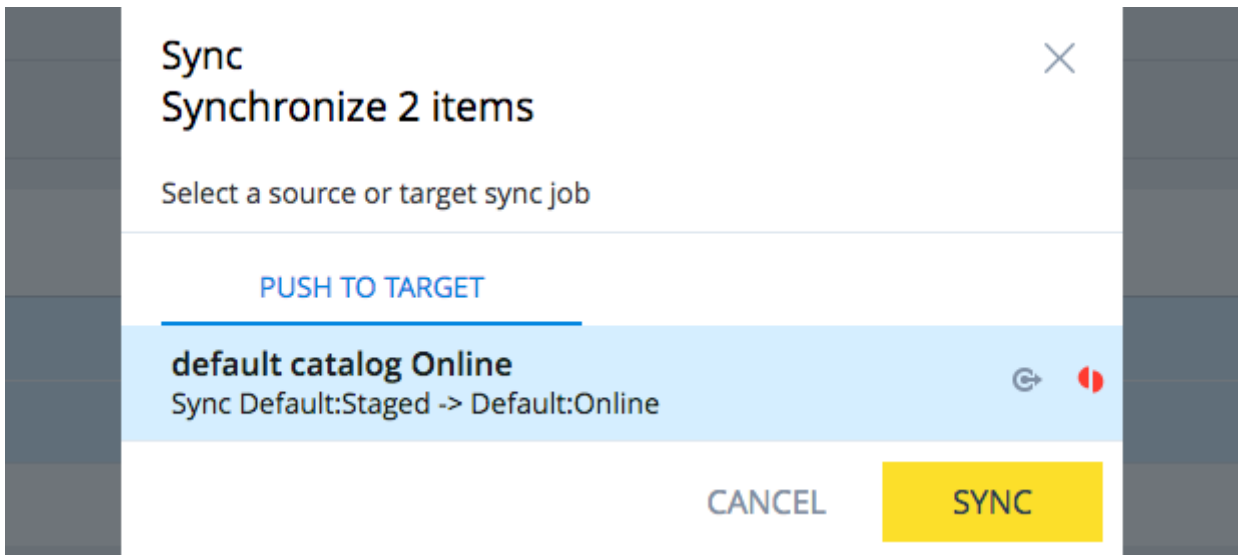 Sync
Synchronize 2 items
Select a source or target sync job
PUSH TO TARGET
default catalog Online
Sync Default:Staged -> Default:Online
CANCEL
SYNC